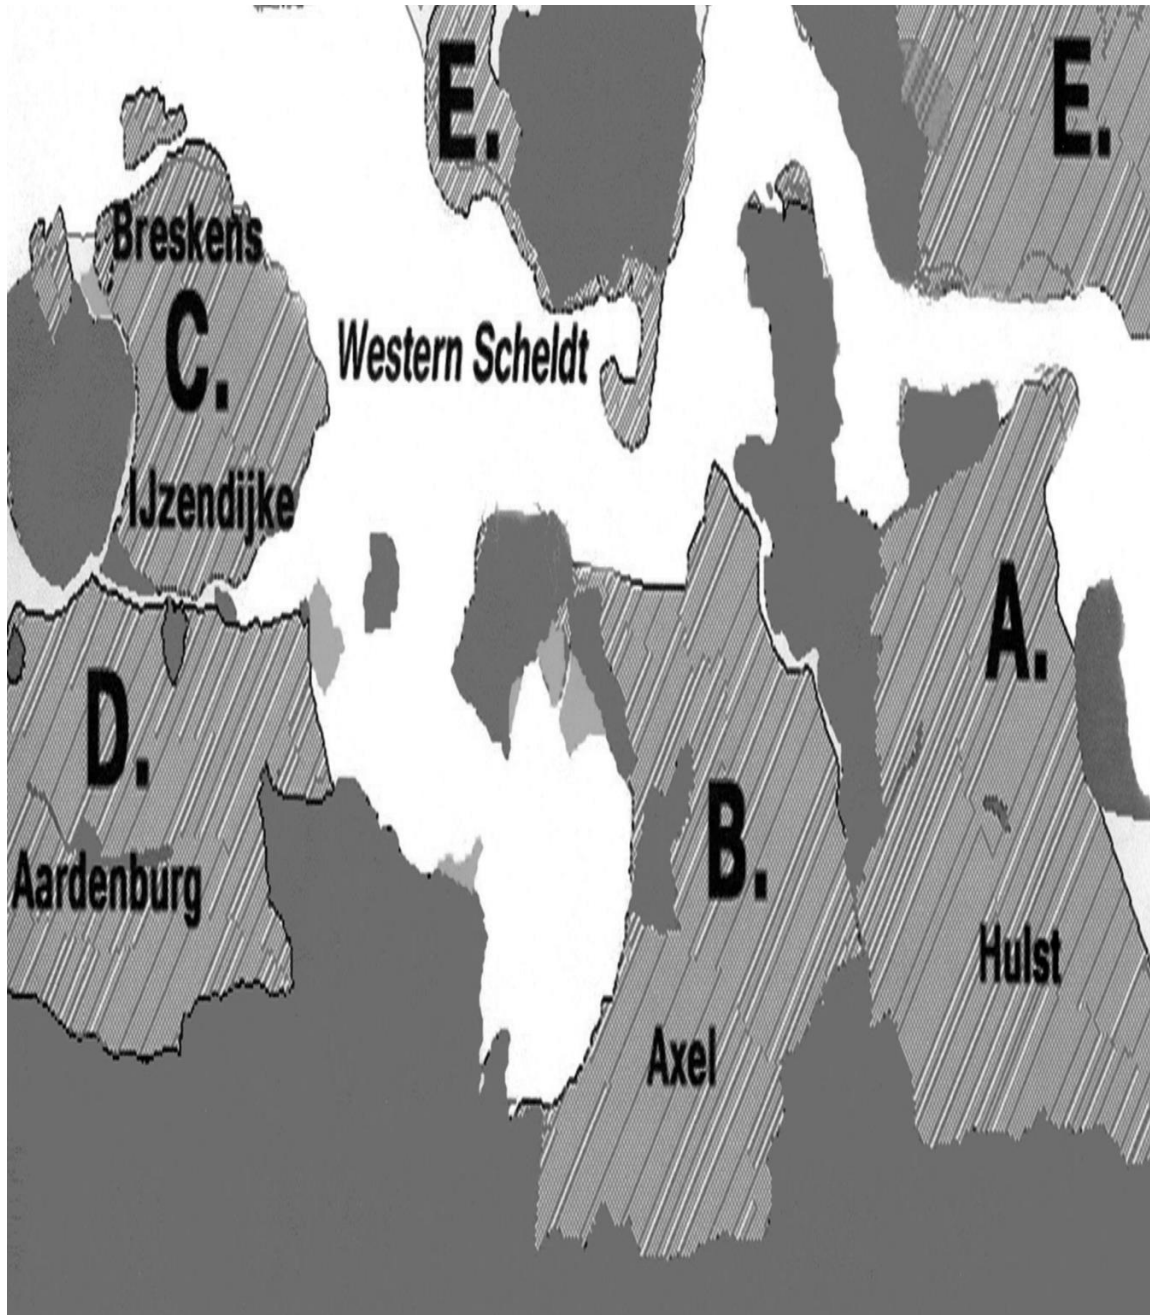 E.
E.
Breskens
C.
Western Scheldt
IJzendijke
A.
D.
B.
Aardenburg
Hulst
Axel